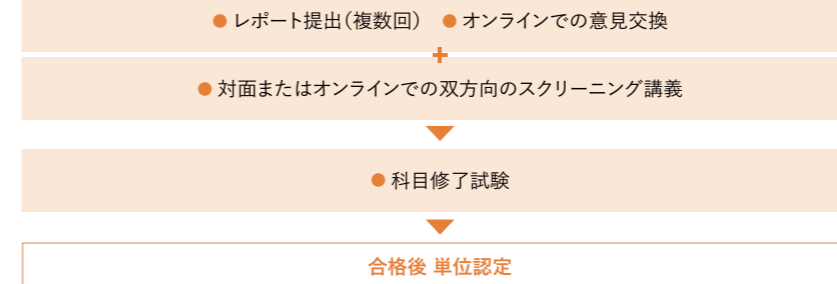 ● レポート提出（複数回） ● オンラインでの意見交換
+
● 対面またはオンラインでの双方向のスクリーニング講義
● 科目修了試験
合格後 単位認定